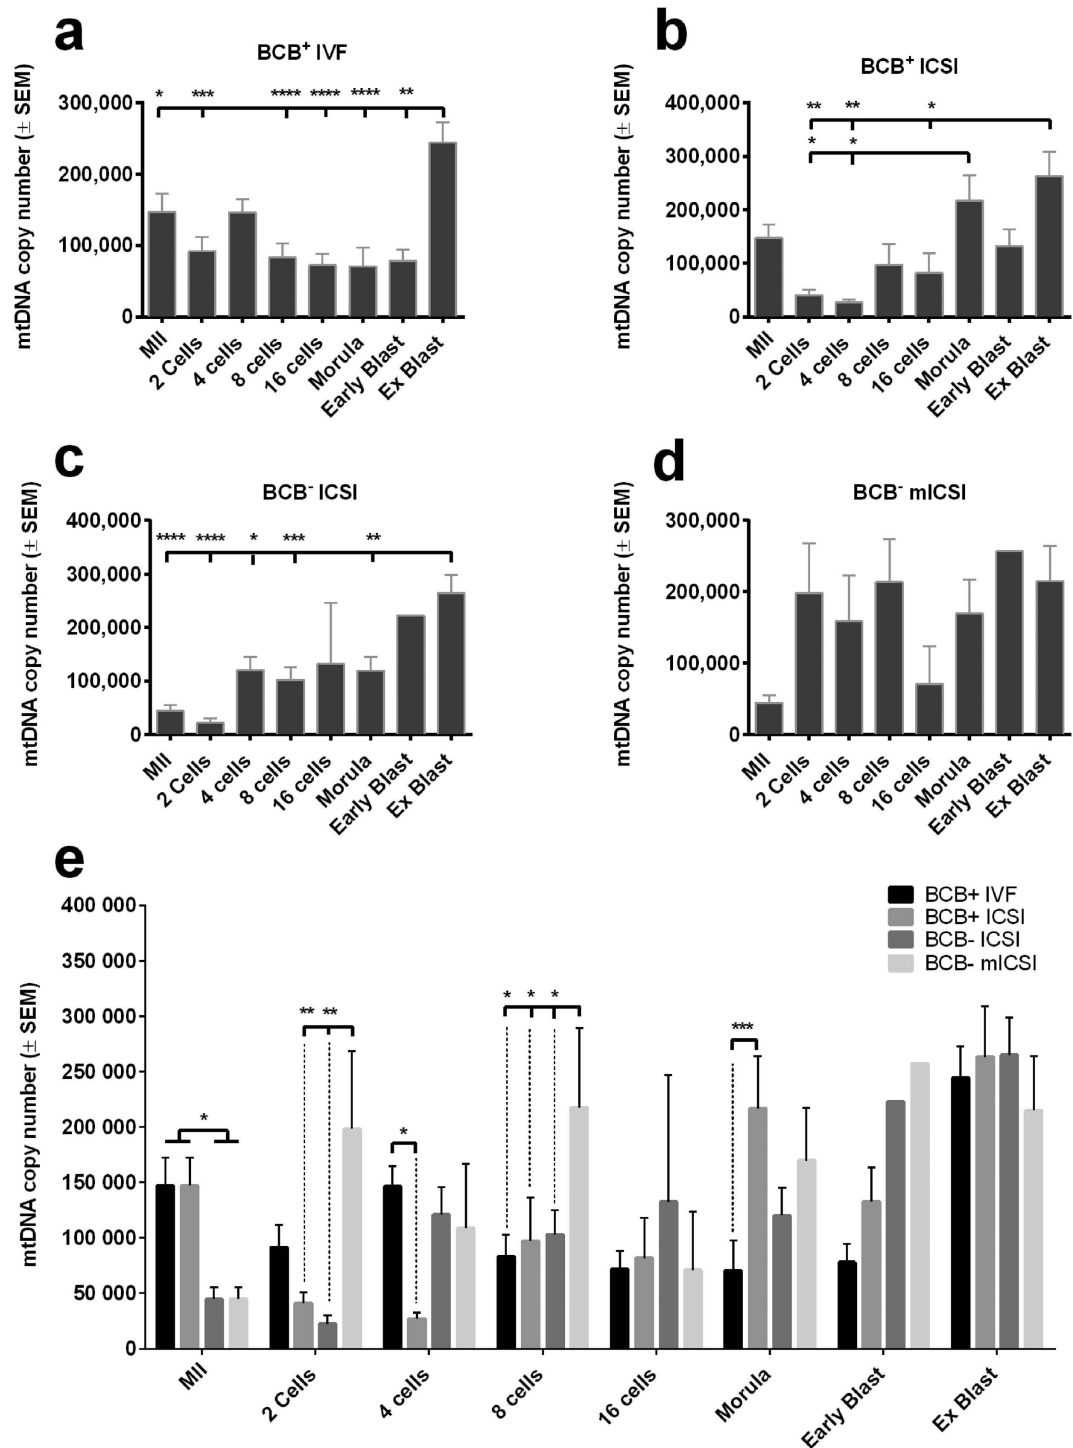 a
BCB+ IVF
mtDNA copy number (± SEM)
300,000
200,000
100,000
0
* *** **** **** **** **
MII
2 Cells
4 cells
8 cells
16 cells
Morula
Early Blast
Ex Blast
b
BCB+ ICSI
mtDNA copy number (± SEM)
400,000
300,000
200,000
100,000
0
** ** *
* *
MII
2 Cells
4 cells
8 cells
16 cells
Morula
Early Blast
Ex Blast
c
BCB- ICSI
mtDNA copy number (± SEM)
400,000
300,000
200,000
100,000
0
**** **** * *** **
MII
2 Cells
4 cells
8 cells
16 cells
Morula
Early Blast
Ex Blast
d
BCB- mICSI
mtDNA copy number (± SEM)
300,000
200,000
100,000
0
MII
2 Cells
4 cells
8 cells
16 cells
Morula
Early Blast
Ex Blast
e
mtDNA copy number (± SEM)
400 000
350 000
300 000
250 000
200 000
150 000
100 000
50 000
0
BCB+ IVF
BCB+ ICSI
BCB- ICSI
BCB- mICSI
*
** **
*
* * *
***
MII
2 Cells
4 cells
8 cells
16 cells
Morula
Early Blast
Ex Blast